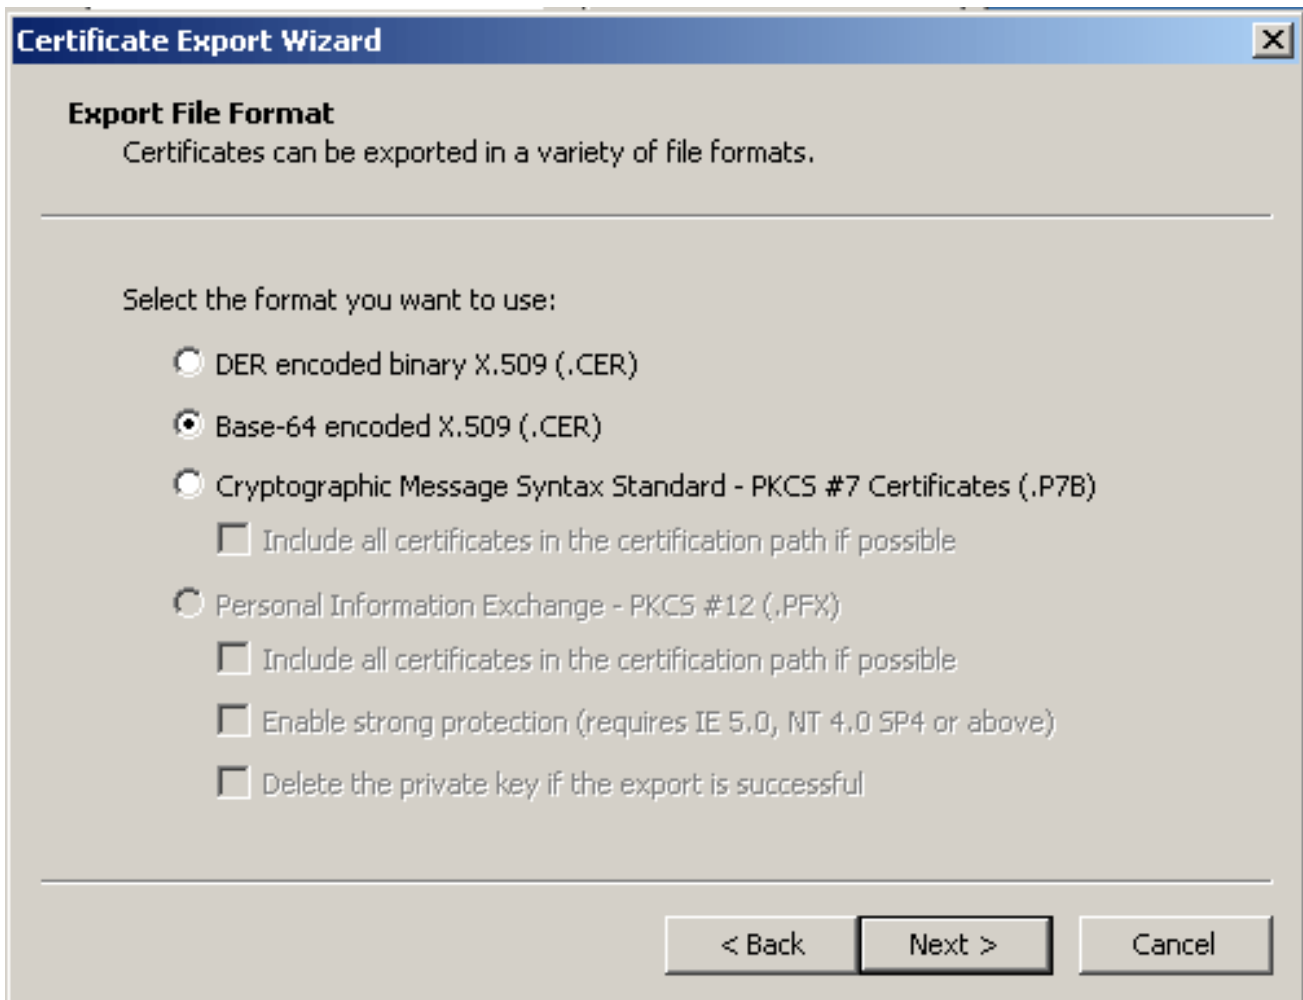 Certificate Export Wizard
Export File Format
Certificates can be exported in a variety of file formats.
Select the format you want to use:
DER encoded binary X.509 (.CER)
Base-64 encoded X.509 (.CER)
Cryptographic Message Syntax Standard - PKCS #7 Certificates (.P7B)
Include all certificates in the certification path if possible
Personal Information Exchange - PKCS #12 (.PFX)
Include all certificates in the certification path if possible
Enable strong protection (requires IE 5.0, NT 4.0 SP4 or above)
Delete the private key if the export is successful
< Back Next > Cancel